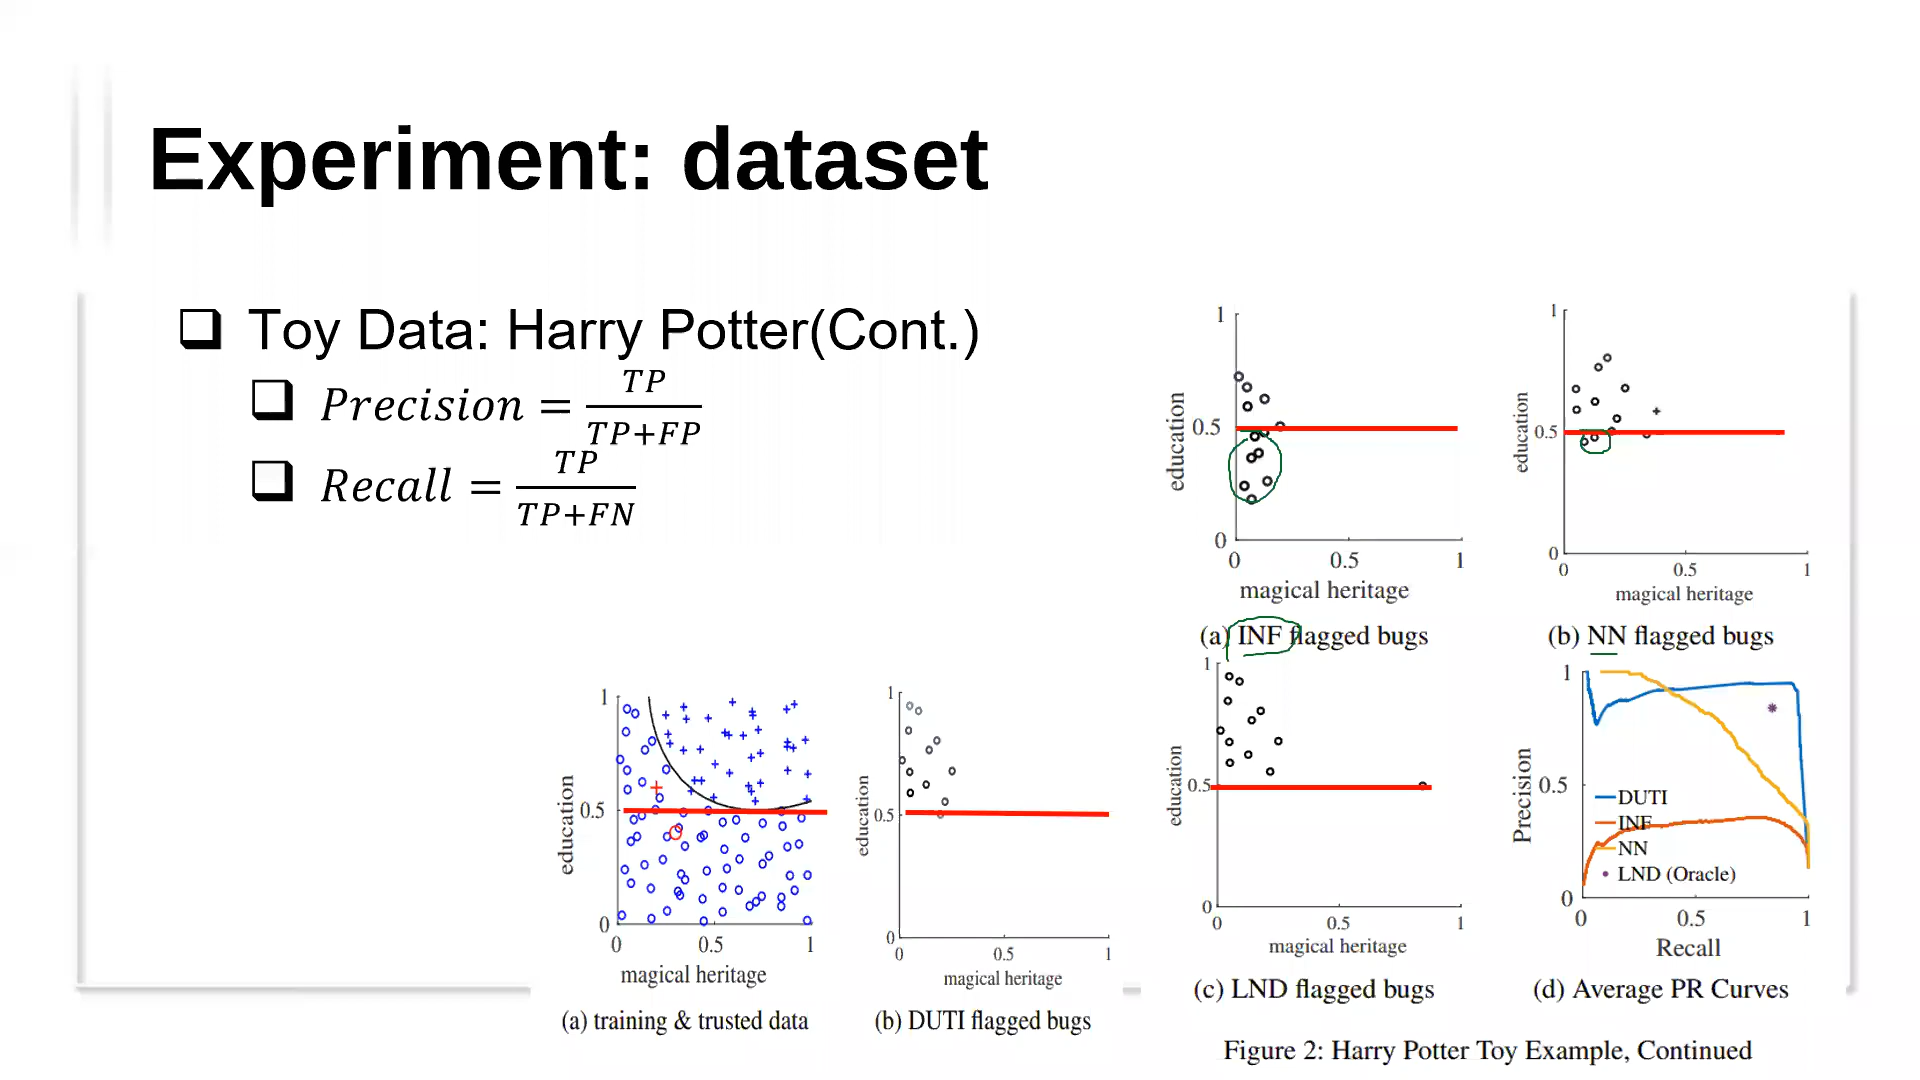 Experiment: dataset
Toy Data: Harry Potter(Cont.)
Precision = TP / TP+FP
Recall = TP / TP+FN
1
0.5
0
education
0 0.5 1
magical heritage
(a) INF flagged bugs
1
0.5
0
education
0 0.5 1
magical heritage
(b) NN flagged bugs
1
0.5
0
education
0 0.5 1
magical heritage
(a) training & trusted data
1
0.5
0
education
0 0.5 1
magical heritage
(b) DUTI flagged bugs
1
0.5
0
education
0 0.5 1
magical heritage
(c) LND flagged bugs
1
0.5
0
Precision
DUTI
INF
NN
LND (Oracle)
0 0.5 1
Recall
(d) Average PR Curves
Figure 2: Harry Potter Toy Example, Continued